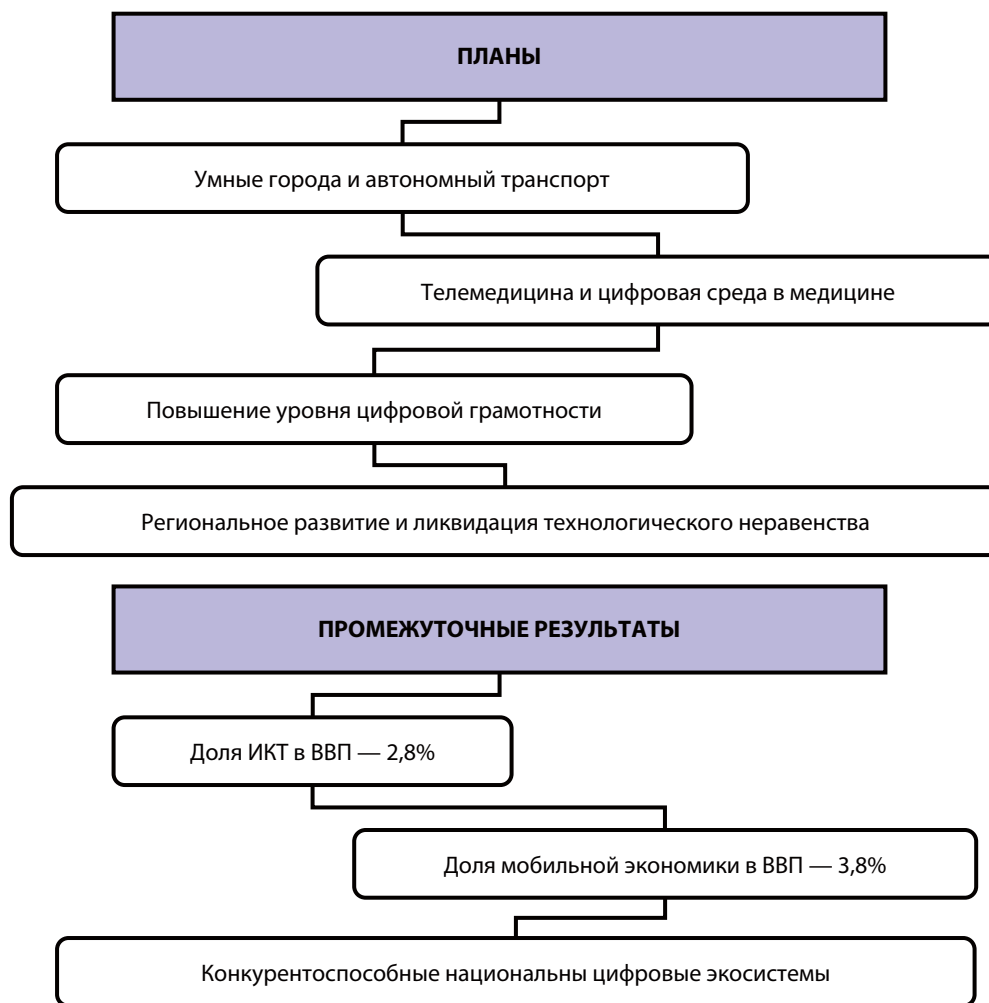 ПЛАНЫ
Умные города и автономный транспорт
Телемедицина и цифровая среда в медицине
Повышение уровня цифровой грамотности
Региональное развитие и ликвидация технологического неравенства
ПРОМЕЖУТОЧНЫЕ РЕЗУЛЬТАТЫ
Доля ИКТ в ВВП — 2,8%
Доля мобильной экономики в ВВП — 3,8%
Конкурентоспособные национальны цифровые экосистемы